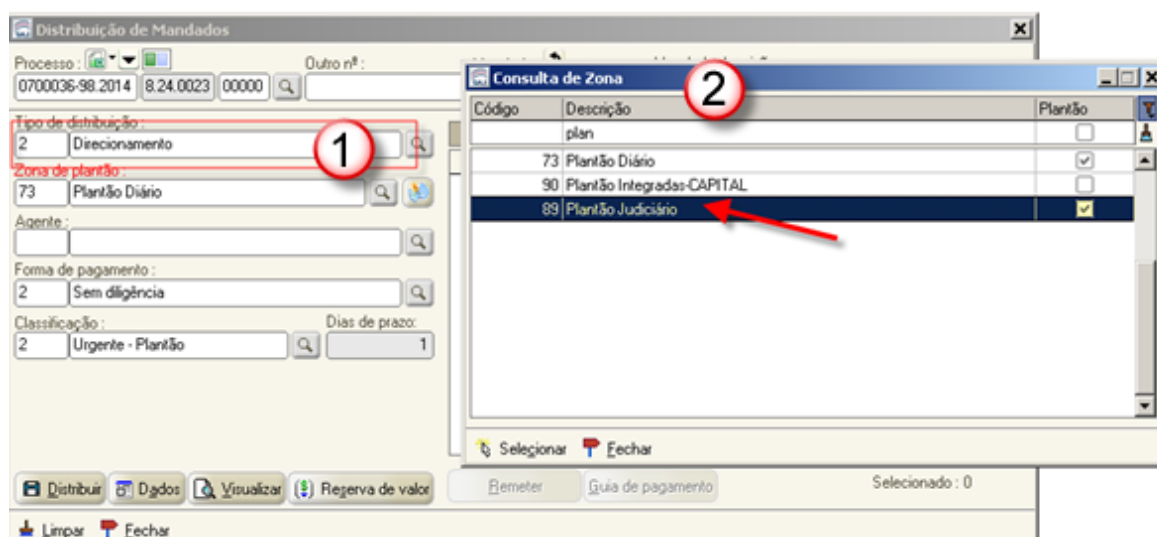 Distribuição de Mandados
Processo :
Outro nº :
0700036-98.2014 8.24.0023 00000
Tipo de distribuição :
2 Direcionamento
1
Zona de plantão :
73 Plantão Diário
Agente :
Forma de pagamento :
2 Sem diligência
Classificação :
Dias de prazo:
2 Urgente - Plantão
1
Distribuir
Dados
Visualizar
Reserva de valor
Remeter
Guia de pagamento
Selecionado : 0
Limpar
Fechar
Consulta de Zona
2
Código Descrição Plantão
plan
73 Plantão Diário
90 Plantão Integradas-CAPITAL
89 Plantão Judiciário
Selecionar
Fechar